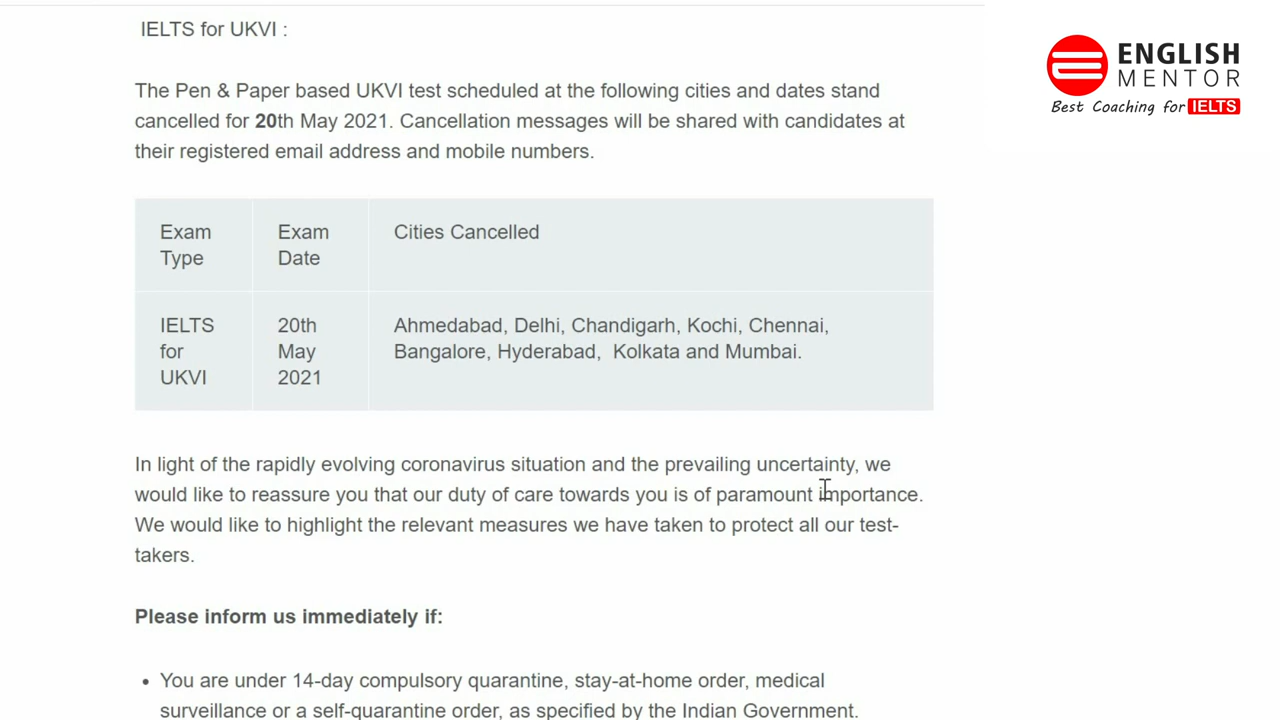 IELTS for UKVI :
ENGLISH
MENTOR
Best Coaching for IELTS
The Pen & Paper based UKVI test scheduled at the following cities and dates stand
cancelled for 20th May 2021. Cancellation messages will be shared with candidates at
their registered email address and mobile numbers.
Exam Type
Exam Date
Cities Cancelled
IELTS for UKVI
20th May 2021
Ahmedabad, Delhi, Chandigarh, Kochi, Chennai,
Bangalore, Hyderabad, Kolkata and Mumbai.
In light of the rapidly evolving coronavirus situation and the prevailing uncertainty, we
would like to reassure you that our duty of care towards you is of paramount importance.
We would like to highlight the relevant measures we have taken to protect all our test-
takers.
Please inform us immediately if:
• You are under 14-day compulsory quarantine, stay-at-home order, medical
surveillance or a self-quarantine order, as specified by the Indian Government.